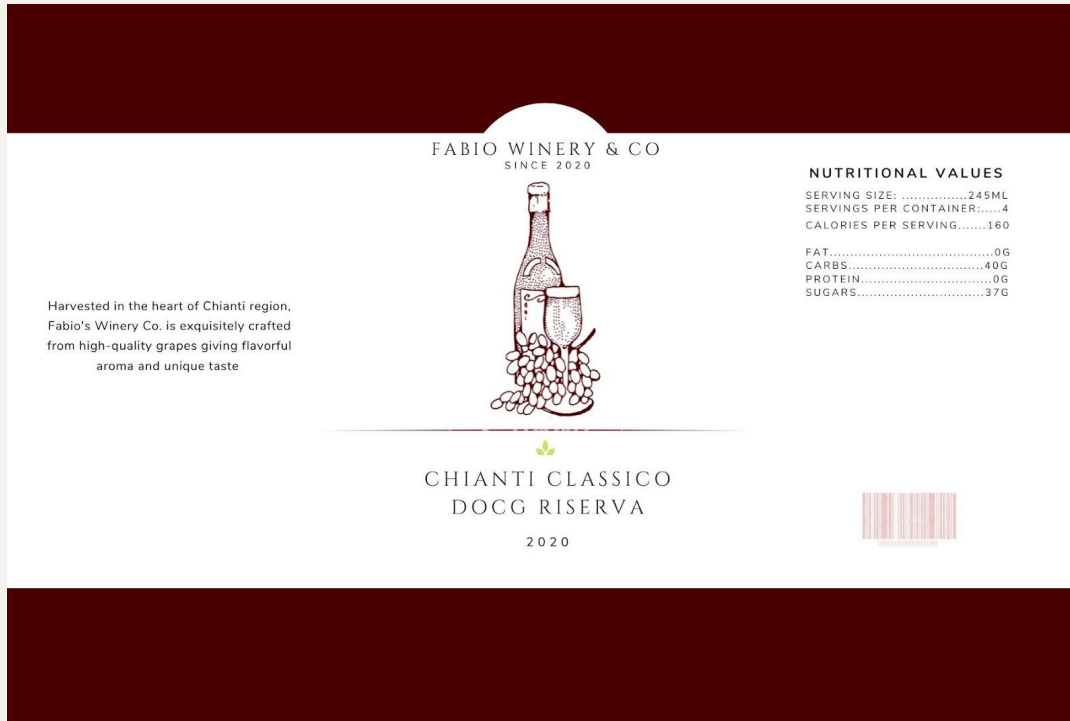 FABIO WINERY & CO
SINCE 2020
Harvested in the heart of Chianti region,
Fabio's Winery Co. is exquisitely crafted
from high-quality grapes giving flavorful
aroma and unique taste
CHIANTI CLASSICO
DOCG RISERVA
2020
NUTRITIONAL VALUES
SERVING SIZE: ................245ML
SERVINGS PER CONTAINER:.....4
CALORIES PER SERVING.......160
FAT........................................0G
CARBS.................................40G
PROTEIN................................0G
SUGARS...............................37G